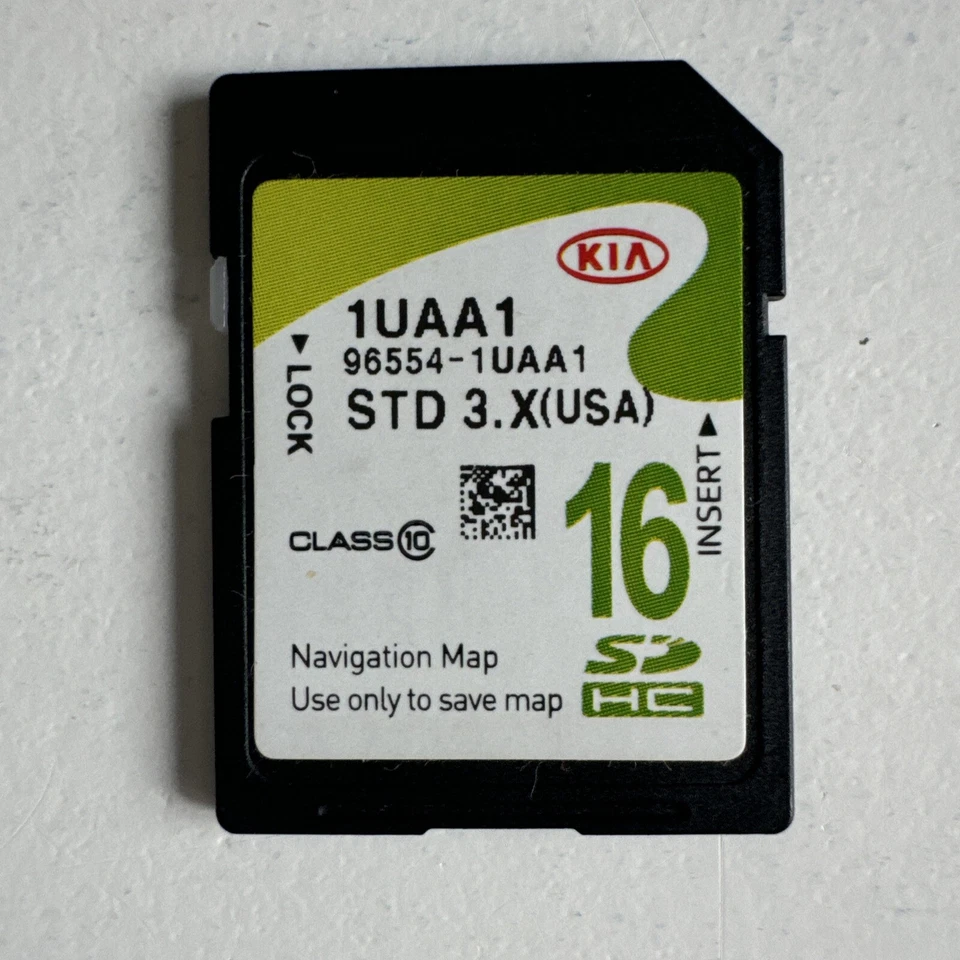 KIA
1UAA1
96554-1UAA1
STD 3.X(USA)
▼ LOCK
INSERT ▲
CLASS 10
16
SD
HC
Navigation Map
Use only to save map